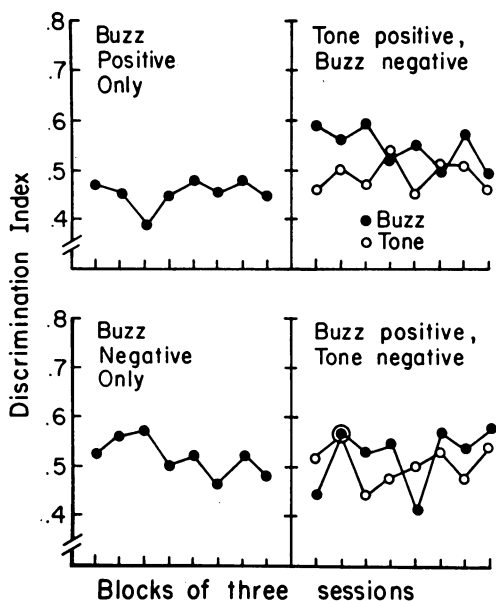 Discrimination Index
.8
.7
.6
.5
.4
Buzz
Positive
Only
Tone positive,
Buzz negative
Buzz
Tone
.8
.7
.6
.5
.4
Buzz
Negative
Only
Buzz positive,
Tone negative
Blocks of three sessions